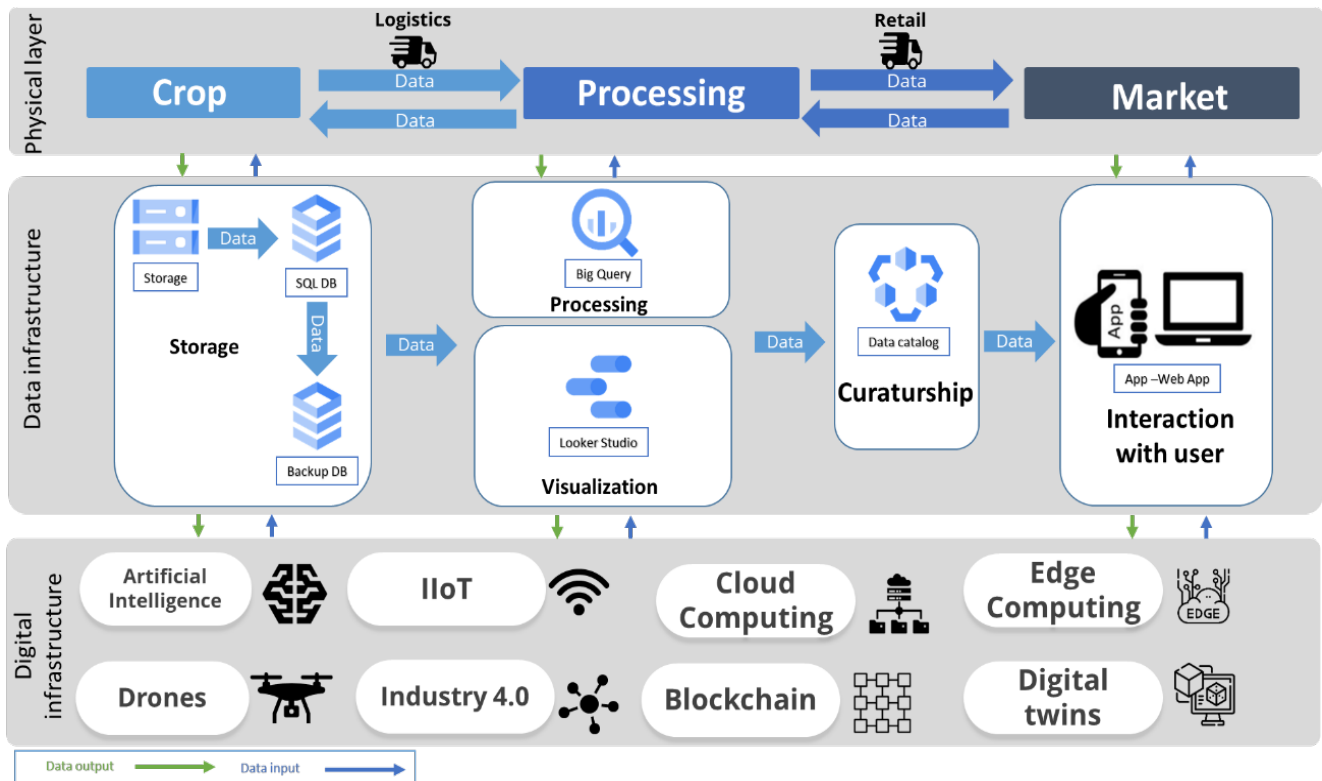 Physical layer
Logistics
Retail
Crop
Data
Data
Processing
Data
Data
Market
Data infrastructure
Storage
Data
SQL DB
Data
Backup DB
Storage
Data
Big Query
Processing
Looker Studio
Visualization
Data
Data catalog
Curaturship
Data
App
App –Web App
Interaction
with user
Digital
infrastructure
Artificial
Intelligence
IIoT
Cloud
Computing
Edge
Computing
EDGE
Drones
Industry 4.0
Blockchain
Digital
twins
Data output
Data input